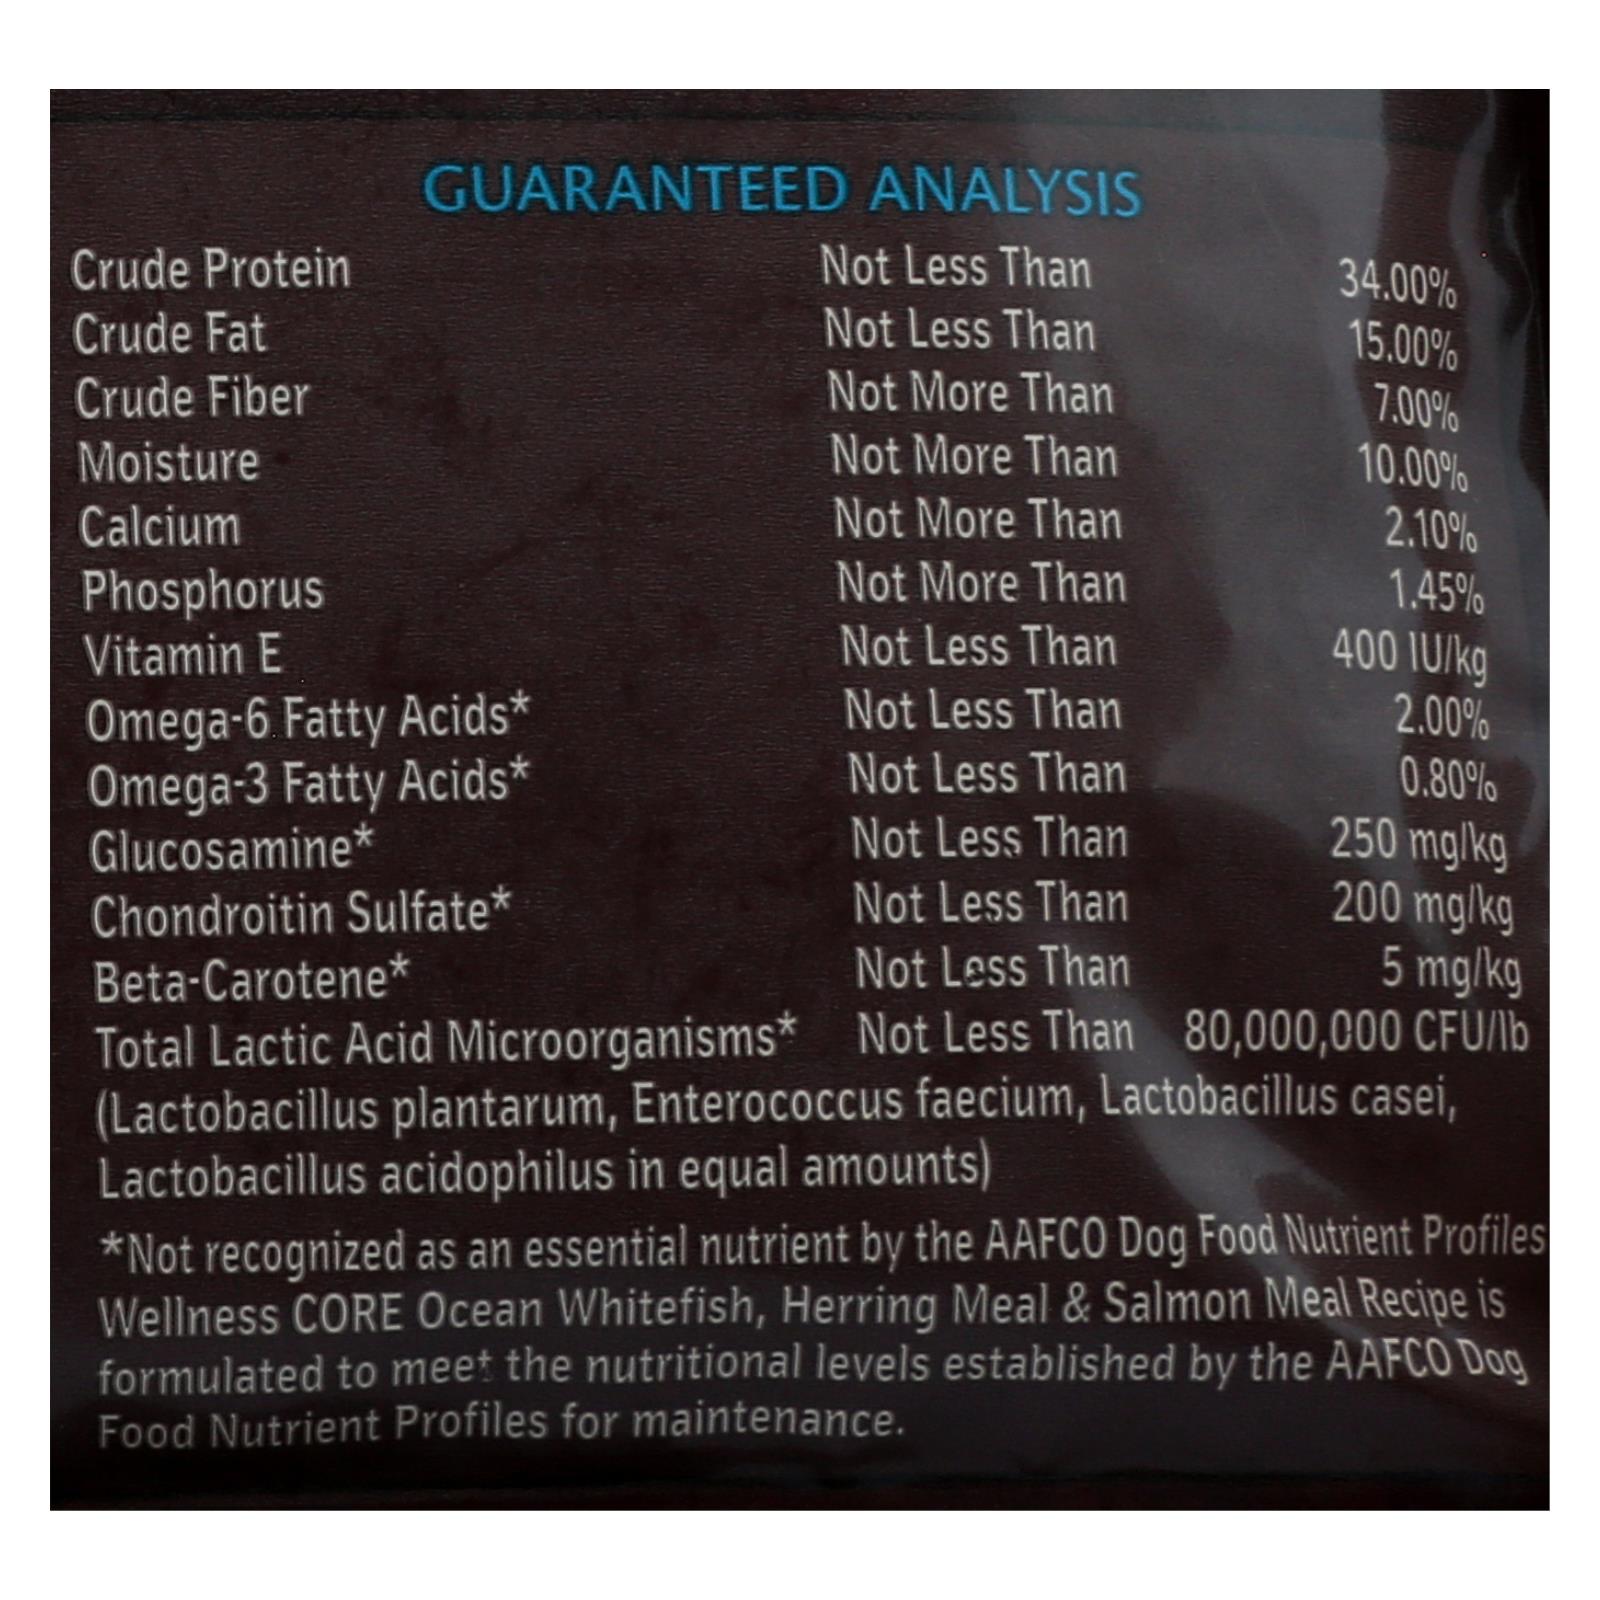 GUARANTEED ANALYSIS
Crude Protein Not Less Than 34.00%
Crude Fat Not Less Than 15.00%
Crude Fiber Not More Than 7.00%
Moisture Not More Than 10.00%
Calcium Not More Than 2.10%
Phosphorus Not More Than 1.45%
Vitamin E Not Less Than 400 IU/kg
Omega-6 Fatty Acids* Not Less Than 2.00%
Omega-3 Fatty Acids* Not Less Than 0.80%
Glucosamine* Not Less Than 250 mg/kg
Chondroitin Sulfate* Not Less Than 200 mg/kg
Beta-Carotene* Not Less Than 5 mg/kg
Total Lactic Acid Microorganisms* Not Less Than 80,000,000 CFU/lb
(Lactobacillus plantarum, Enterococcus faecium, Lactobacillus casei,
Lactobacillus acidophilus in equal amounts)
*Not recognized as an essential nutrient by the AAFCO Dog Food Nutrient Profiles
Wellness CORE Ocean Whitefish, Herring Meal & Salmon Meal Recipe is
formulated to meet the nutritional levels established by the AAFCO Dog
Food Nutrient Profiles for maintenance.